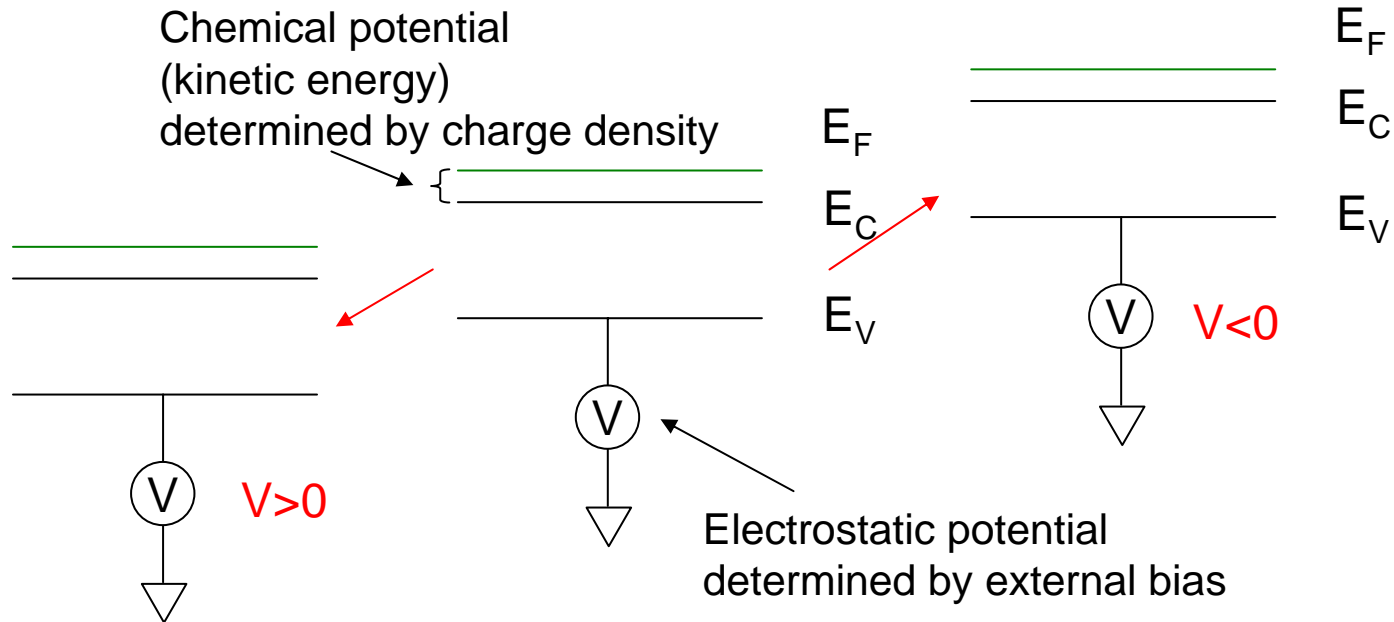 Chemical potential
(kinetic energy)
determined by charge density
E_F
E_C
E_V
E_F
E_C
E_V
V
V<0
V
V
V>0
Electrostatic potential
determined by external bias